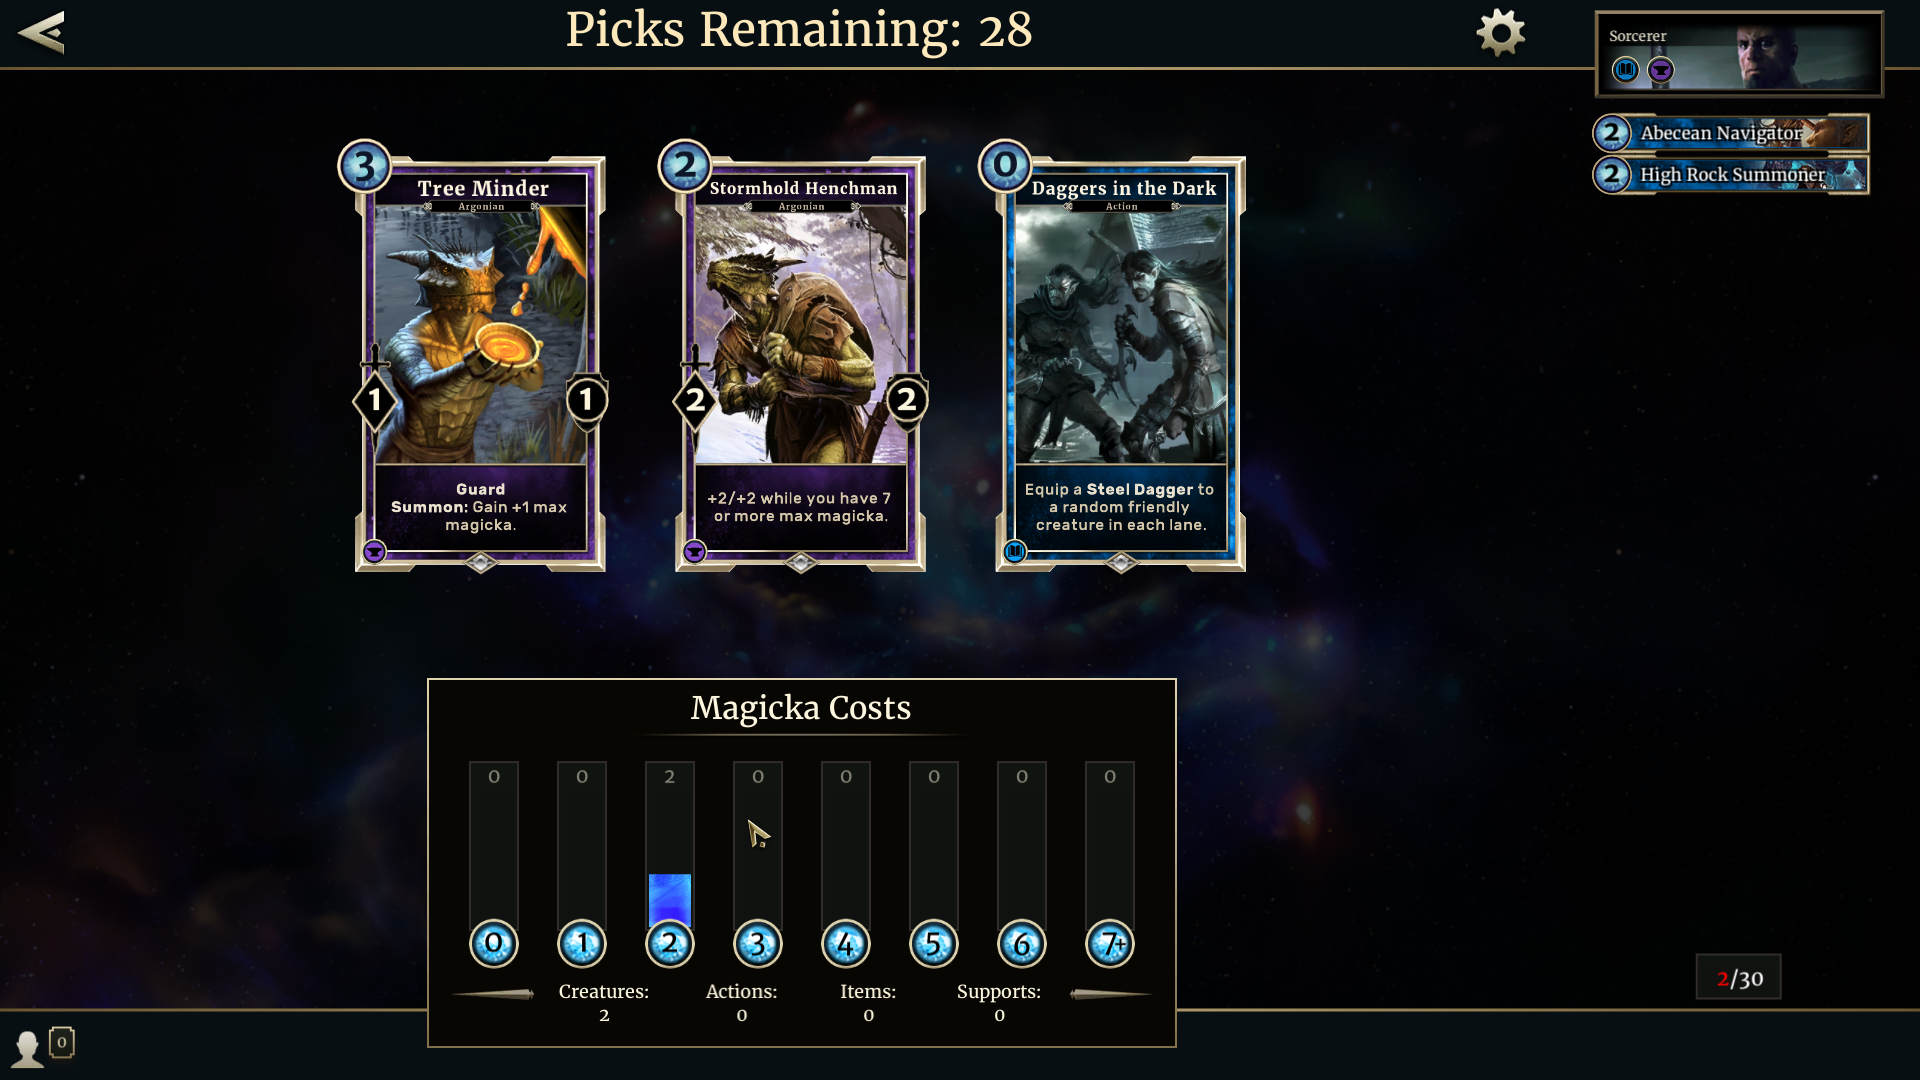 Picks Remaining: 28
Sorcerer
2 Abecean Navigator
2 High Rock Summoner
3
Tree Minder
Argonian
1 1
Guard
Summon: Gain +1 max
magicka.
2
Stormhold Henchman
Argonian
2 2
+2/+2 while you have 7
or more max magicka.
0
Daggers in the Dark
Action
Equip a Steel Dagger to
a random friendly
creature in each lane.
Magicka Costs
0 0 2 0 0 0 0 0
0 1 2 3 4 5 6 7+
Creatures: Actions: Items: Supports:
2 0 0 0
2/30
0